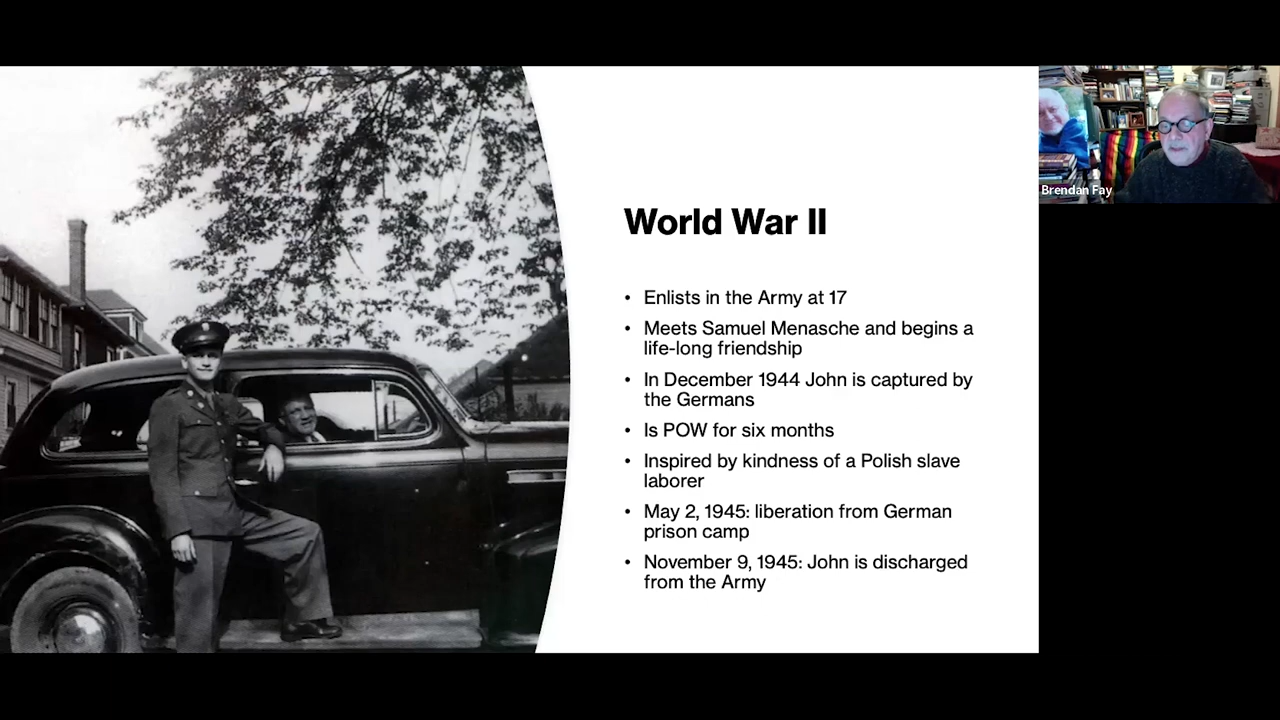 World War II
• Enlists in the Army at 17
• Meets Samuel Menasche and begins a
life-long friendship
• In December 1944 John is captured by
the Germans
• Is POW for six months
• Inspired by kindness of a Polish slave
laborer
• May 2, 1945: liberation from German
prison camp
• November 9, 1945: John is discharged
from the Army
Brendan Fay